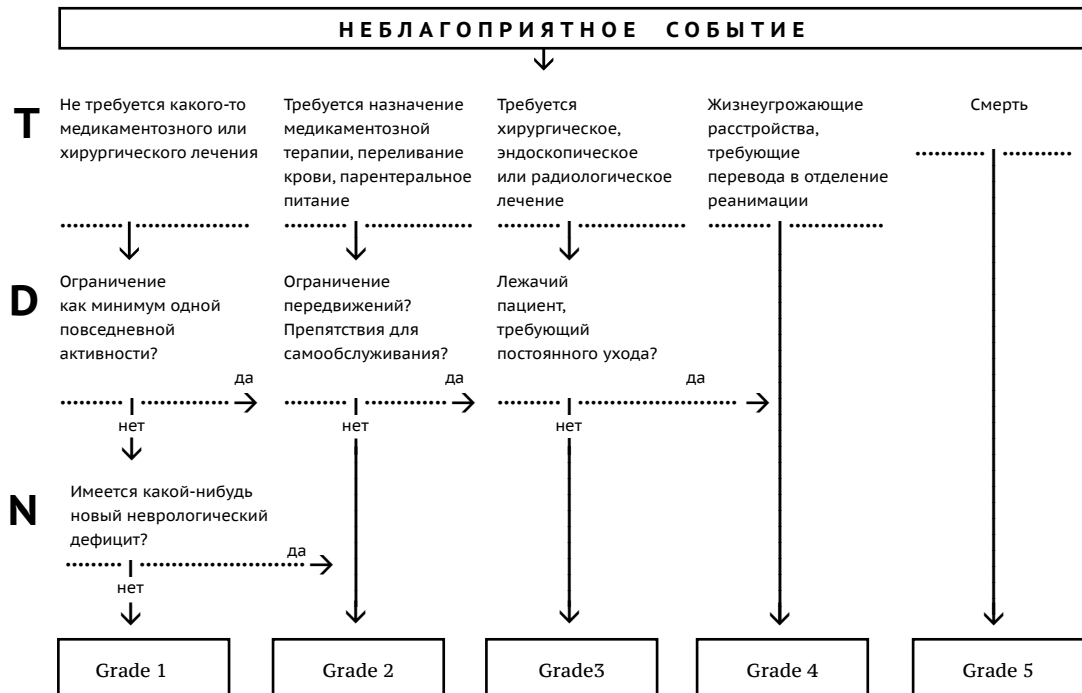 НЕБЛАГОПРИЯТНОЕ СОБЫТИЕ
T
Не требуется какого-то
медикаментозного или
хирургического лечения
Требуется назначение
медикаментозной
терапии, переливание
крови, парентеральное
питание
Требуется
хирургическое,
эндоскопическое
или радиологическое
лечение
Жизнеугрожающие
расстройства,
требующие
перевода в отделение
реанимации
Смерть
D
Ограничение
как минимум одной
повседневной
активности?
да
нет
Ограничение
передвижений?
Препятствия для
самообслуживания?
да
нет
Лежачий
пациент,
требующий
постоянного ухода?
да
нет
N
Имеется какой-нибудь
новый неврологический
дефицит?
да
нет
Grade 1
Grade 2
Grade3
Grade 4
Grade 5